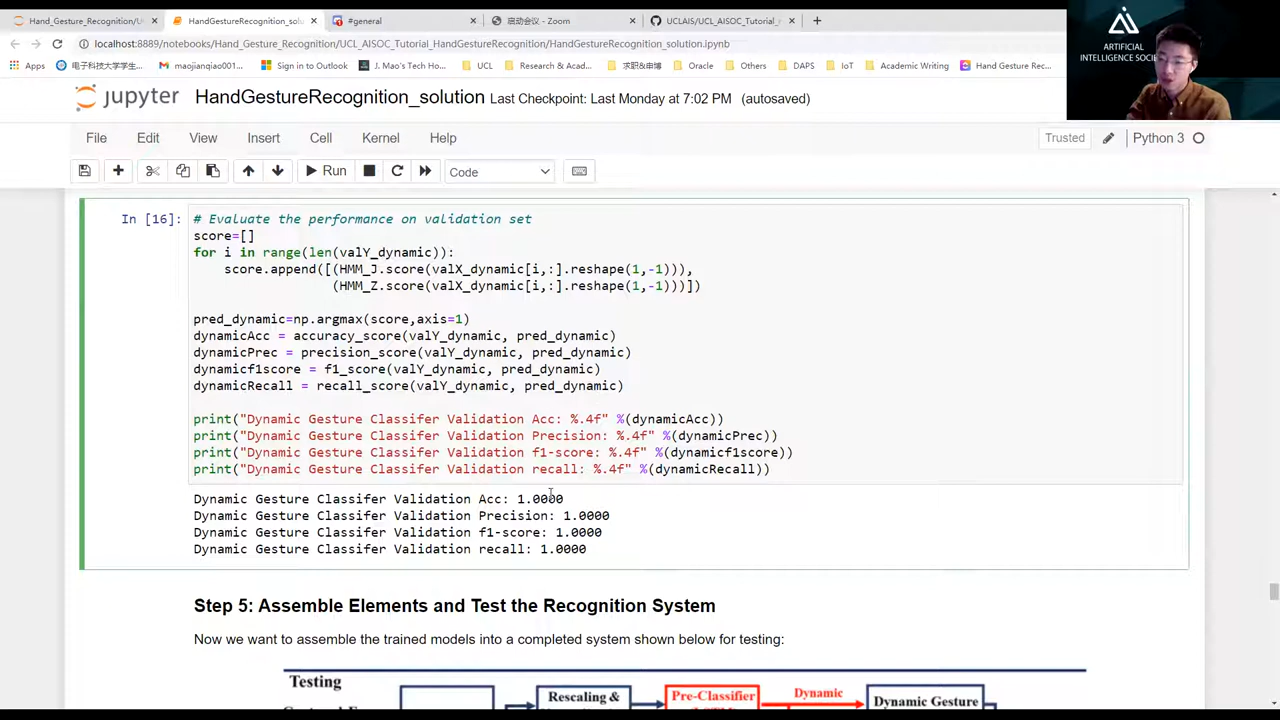 Hand_Gesture_Recognition/U
HandGestureRecognition_solu
#general
启动会议 - Zoom
UCLAIS/UCL_AISOC_Tutorial_
localhost:8889/notebooks/Hand_Gesture_Recognition/UCL_AISOC_Tutorial_HandGestureRecognition/HandGestureRecognition_solution.ipynb
Apps
电子科技大学学生...
maojianqiao001...
Sign in to Outlook
J. Mao's Tech Ho...
UCL
Research & Acade...
求职&申博
Oracle
Others
DAPS
IoT
Academic Writing
Hand Gesture Rec...
ARTIFICIAL
INTELLIGENCE SOCIE
jupyter HandGestureRecognition_solution Last Checkpoint: Last Monday at 7:02 PM (autosaved)
File Edit View Insert Cell Kernel Help
Trusted
Python 3
Run
Code
In [16]:
# Evaluate the performance on validation set
score=[]
for i in range(len(valY_dynamic)):
    score.append([(HMM_J.score(valX_dynamic[i,:].reshape(1,-1))),
                  (HMM_Z.score(valX_dynamic[i,:].reshape(1,-1)))])
pred_dynamic=np.argmax(score,axis=1)
dynamicAcc = accuracy_score(valY_dynamic, pred_dynamic)
dynamicPrec = precision_score(valY_dynamic, pred_dynamic)
dynamicf1score = f1_score(valY_dynamic, pred_dynamic)
dynamicRecall = recall_score(valY_dynamic, pred_dynamic)
print("Dynamic Gesture Classifer Validation Acc: %.4f" %(dynamicAcc))
print("Dynamic Gesture Classifer Validation Precision: %.4f" %(dynamicPrec))
print("Dynamic Gesture Classifer Validation f1-score: %.4f" %(dynamicf1score))
print("Dynamic Gesture Classifer Validation recall: %.4f" %(dynamicRecall))
Dynamic Gesture Classifer Validation Acc: 1.0000
Dynamic Gesture Classifer Validation Precision: 1.0000
Dynamic Gesture Classifer Validation f1-score: 1.0000
Dynamic Gesture Classifer Validation recall: 1.0000
Step 5: Assemble Elements and Test the Recognition System
Now we want to assemble the trained models into a completed system shown below for testing:
Testing
Rescaling &
Pre-Classifier
Dynamic
Dynamic Gesture